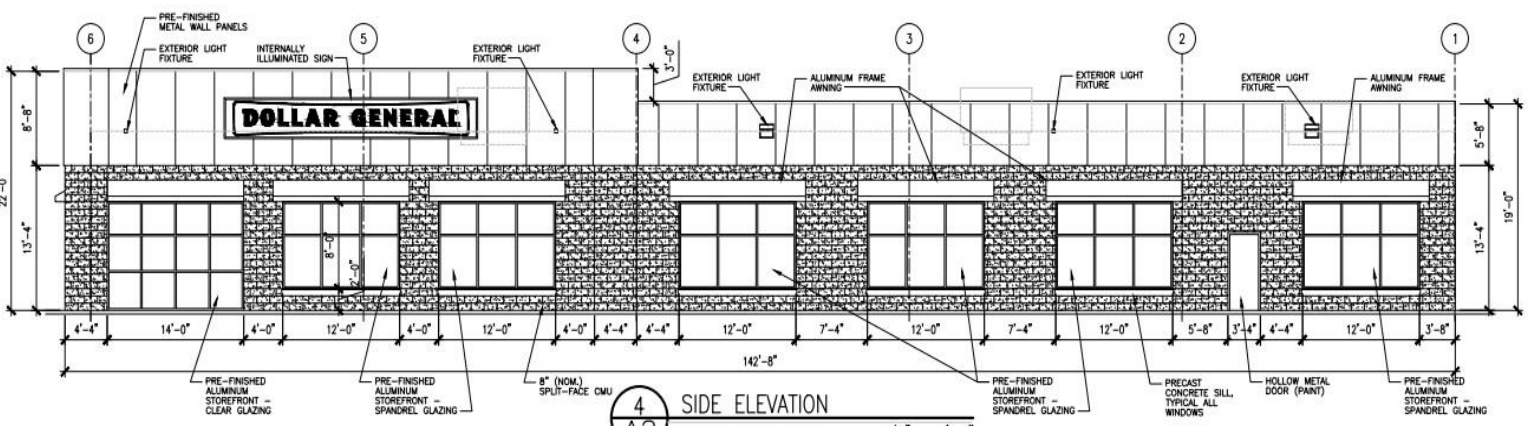 PRE-FINISHED
METAL WALL PANELS
6
EXTERIOR LIGHT
FIXTURE
INTERNALLY
ILLUMINATED SIGN
5
EXTERIOR LIGHT
FIXTURE
4
3'-0"
EXTERIOR LIGHT
FIXTURE
ALUMINUM FRAME
AWNING
3
EXTERIOR LIGHT
FIXTURE
2
EXTERIOR LIGHT
FIXTURE
ALUMINUM FRAME
AWNING
1
DOLLAR GENERAL
8'-8"
22'-0
13'-4"
8'-0"
2'-0"
5'-8"
19'-0"
13'-4"
4'-4" 14'-0" 4'-0" 12'-0" 4'-0" 12'-0" 4'-0" 4'-4" 4'-4" 12'-0" 7'-4" 12'-0" 7'-4" 12'-0" 5'-8" 3'-4" 4'-4" 12'-0" 3'-8"
142'-8"
PRE-FINISHED
ALUMINUM
STOREFRONT -
CLEAR GLAZING
PRE-FINISHED
ALUMINUM
STOREFRONT -
SPANDREL GLAZING
8" (NOM.)
SPLIT-FACE CMU
PRE-FINISHED
ALUMINUM
STOREFRONT -
SPANDREL GLAZING
PRECAST
CONCRETE SILL,
TYPICAL ALL
WINDOWS
HOLLOW METAL
DOOR (PAINT)
PRE-FINISHED
ALUMINUM
STOREFRONT -
SPANDREL GLAZING
4
SIDE ELEVATION